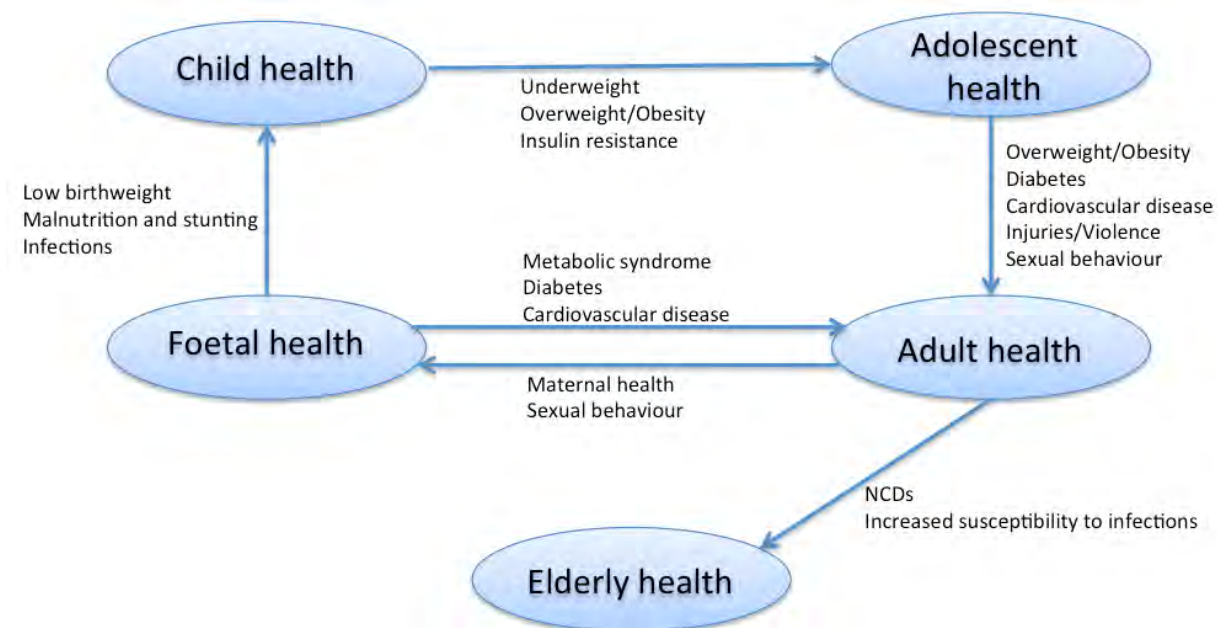 Child health
Adolescent
health
Underweight
Overweight/Obesity
Insulin resistance
Low birthweight
Malnutrition and stunting
Infections
Overweight/Obesity
Diabetes
Cardiovascular disease
Injuries/Violence
Sexual behaviour
Metabolic syndrome
Diabetes
Cardiovascular disease
Foetal health
Adult health
Maternal health
Sexual behaviour
NCDs
Increased susceptibility to infections
Elderly health